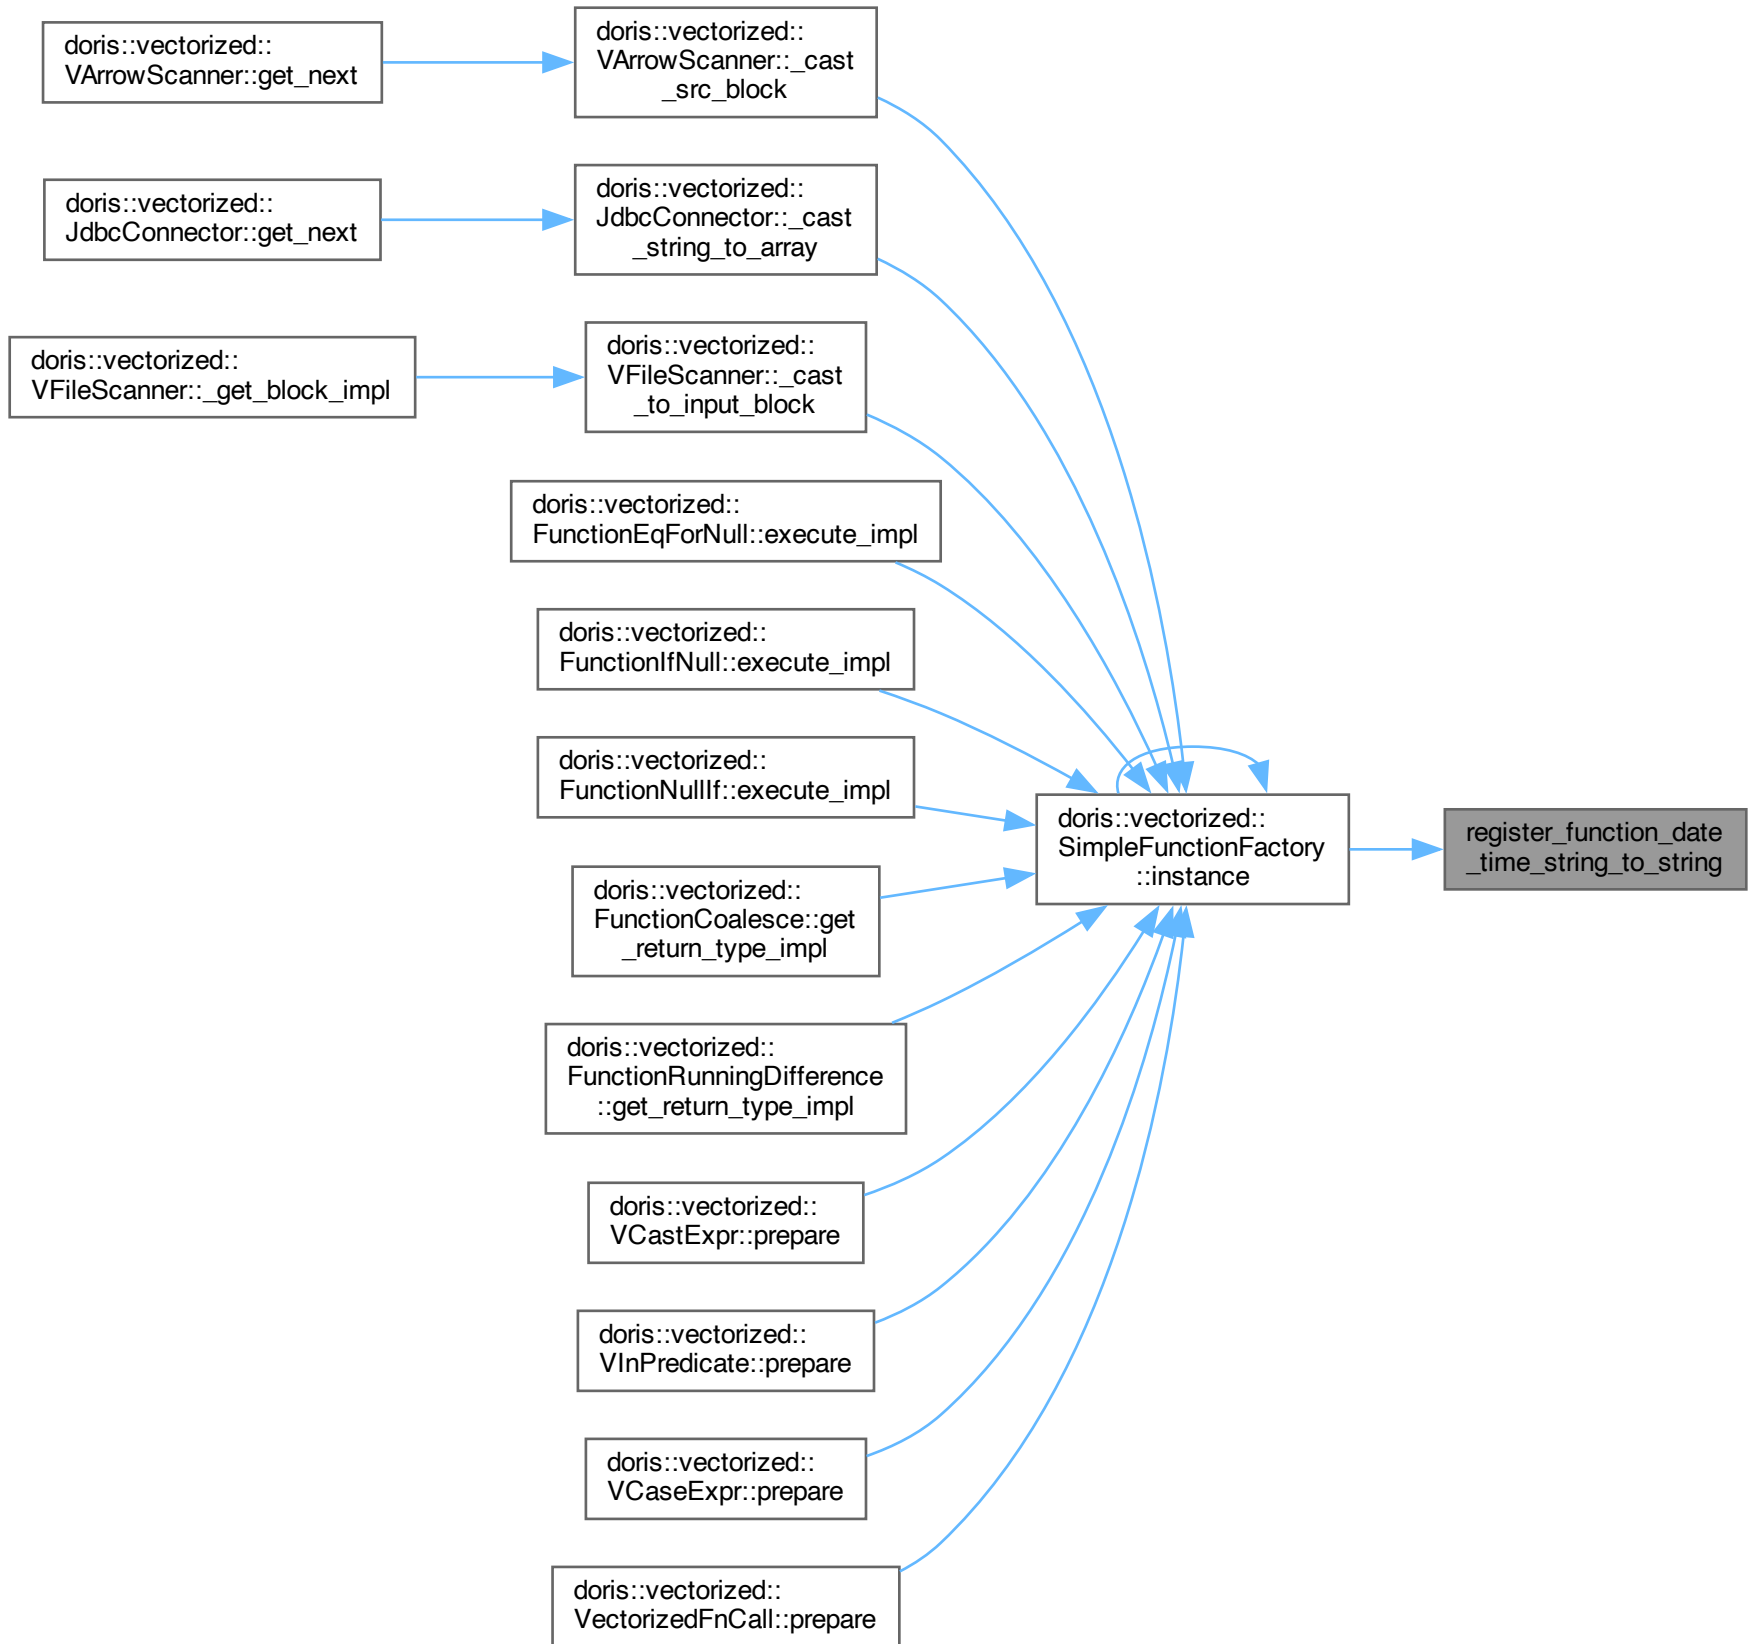 doris::vectorized::
VArrowScanner::get_next
doris::vectorized::
VArrowScanner::_cast
_src_block
doris::vectorized::
JdbcConnector::get_next
doris::vectorized::
JdbcConnector::_cast
_string_to_array
doris::vectorized::
VFileScanner::_get_block_impl
doris::vectorized::
VFileScanner::_cast
_to_input_block
doris::vectorized::
FunctionEqForNull::execute_impl
doris::vectorized::
FunctionIfNull::execute_impl
doris::vectorized::
FunctionNullIf::execute_impl
doris::vectorized::
SimpleFunctionFactory
::instance
register_function_date
_time_string_to_string
doris::vectorized::
FunctionCoalesce::get
_return_type_impl
doris::vectorized::
FunctionRunningDifference
::get_return_type_impl
doris::vectorized::
VCastExpr::prepare
doris::vectorized::
VInPredicate::prepare
doris::vectorized::
VCaseExpr::prepare
doris::vectorized::
VectorizedFnCall::prepare